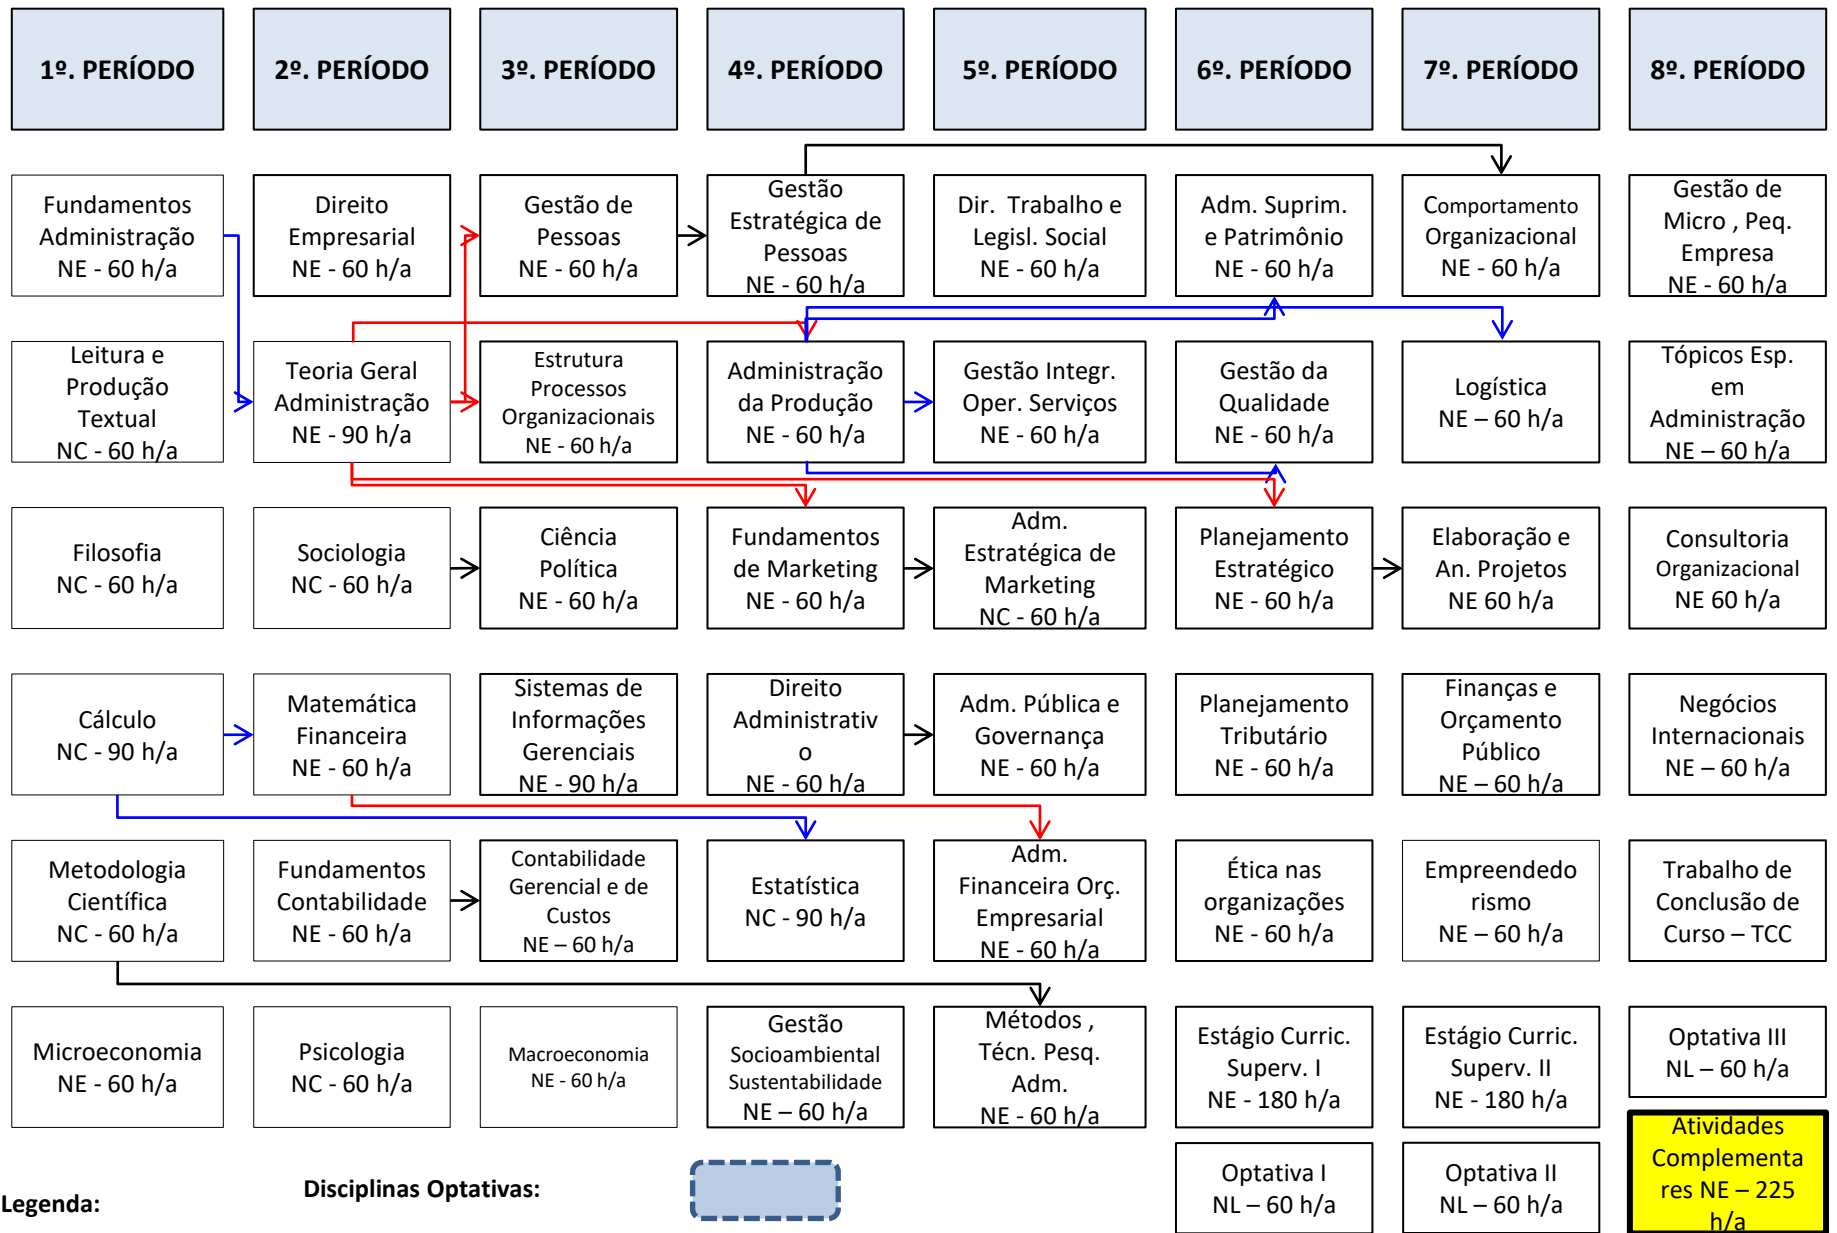 1º. PERÍODO
2º. PERÍODO
3º. PERÍODO
4º. PERÍODO
5º. PERÍODO
6º. PERÍODO
7º. PERÍODO
8º. PERÍODO
Fundamentos
Administração
NE - 60 h/a
Direito
Empresarial
NE - 60 h/a
Gestão de
Pessoas
NE - 60 h/a
Gestão
Estratégica de
Pessoas
NE - 60 h/a
Dir. Trabalho e
Legisl. Social
NE - 60 h/a
Adm. Suprim.
e Patrimônio
NE - 60 h/a
Comportamento
Organizacional
NE - 60 h/a
Gestão de
Micro , Peq.
Empresa
NE - 60 h/a
Leitura e
Produção
Textual
NC - 60 h/a
Teoria Geral
Administração
NE - 90 h/a
Estrutura
Processos
Organizacionais
NE - 60 h/a
Administração
da Produção
NE - 60 h/a
Gestão Integr.
Oper. Serviços
NE - 60 h/a
Gestão da
Qualidade
NE - 60 h/a
Logística
NE – 60 h/a
Tópicos Esp.
em
Administração
NE – 60 h/a
Filosofia
NC - 60 h/a
Sociologia
NC - 60 h/a
Ciência
Política
NE - 60 h/a
Fundamentos
de Marketing
NE - 60 h/a
Adm.
Estratégica de
Marketing
NC - 60 h/a
Planejamento
Estratégico
NE - 60 h/a
Elaboração e
An. Projetos
NE 60 h/a
Consultoria
Organizacional
NE 60 h/a
Cálculo
NC - 90 h/a
Matemática
Financeira
NE - 60 h/a
Sistemas de
Informações
Gerenciais
NE - 90 h/a
Direito
Administrativ
o
NE - 60 h/a
Adm. Pública e
Governança
NE - 60 h/a
Planejamento
Tributário
NE - 60 h/a
Finanças e
Orçamento
Público
NE – 60 h/a
Negócios
Internacionais
NE – 60 h/a
Metodologia
Científica
NC - 60 h/a
Fundamentos
Contabilidade
NE - 60 h/a
Contabilidade
Gerencial e de
Custos
NE – 60 h/a
Estatística
NC - 90 h/a
Adm.
Financeira Orç.
Empresarial
NE - 60 h/a
Ética nas
organizações
NE - 60 h/a
Empreendedo
rismo
NE – 60 h/a
Trabalho de
Conclusão de
Curso – TCC
Microeconomia
NE - 60 h/a
Psicologia
NC - 60 h/a
Macroeconomia
NE - 60 h/a
Gestão
Socioambiental
Sustentabilidade
NE – 60 h/a
Métodos ,
Técn. Pesq.
Adm.
NE - 60 h/a
Estágio Curric.
Superv. I
NE - 180 h/a
Estágio Curric.
Superv. II
NE - 180 h/a
Optativa III
NL – 60 h/a
Optativa I
NL – 60 h/a
Optativa II
NL – 60 h/a
Atividades
Complementa
res NE – 225
h/a
Legenda:
Disciplinas Optativas: